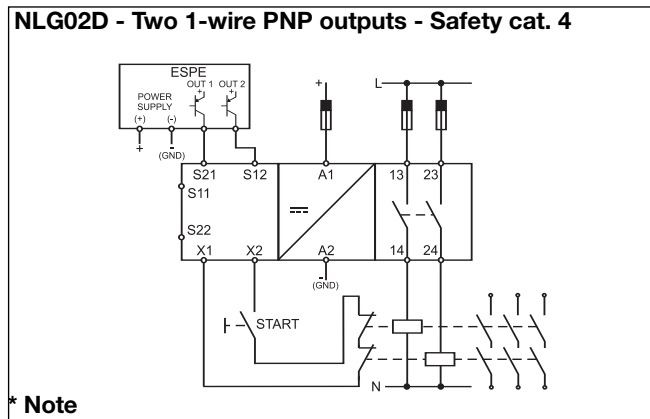 NLG02D - Two 1-wire PNP outputs - Safety cat. 4
ESPE
OUT 1 OUT 2
POWER
SUPPLY
(+) (-)
+ + + L
+ -
(GND)
S21 S12 A1 13 23
S11
S22
X1 X2 A2 14 24
-
(GND)
START
N
* Note